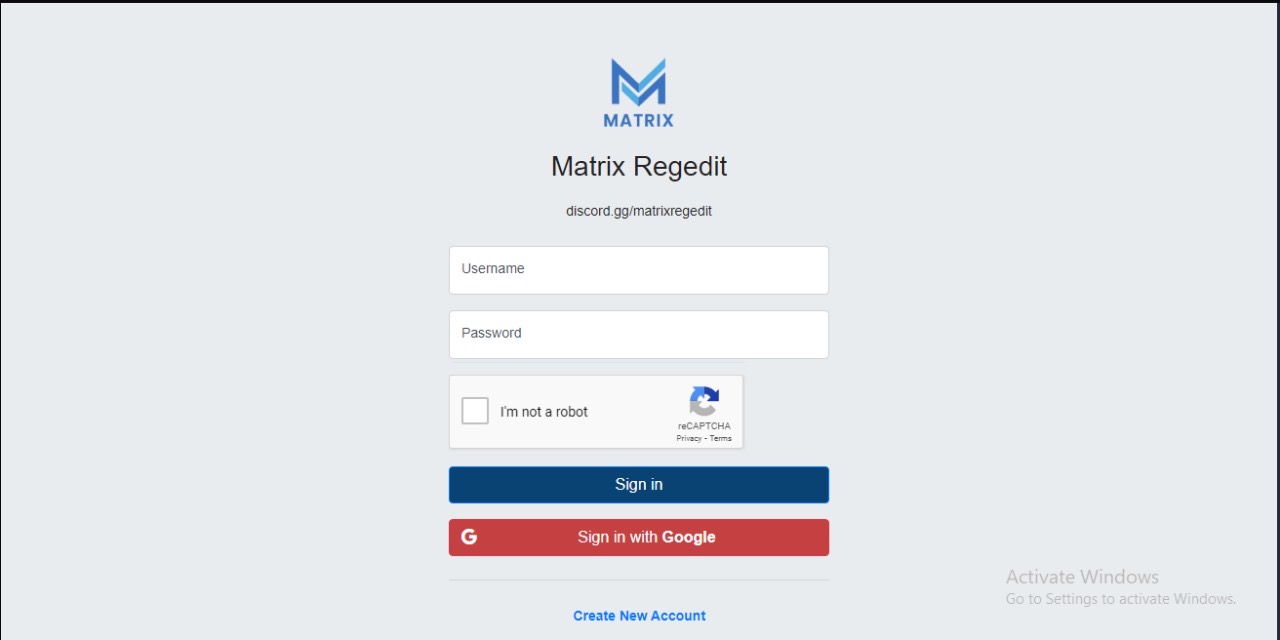 MATRIX
Matrix Regedit
discord.gg/matrixregedit
Username
Password
I'm not a robot
reCAPTCHA
Privacy - Terms
Sign in
G Sign in with Google
Activate Windows
Go to Settings to activate Windows.
Create New Account